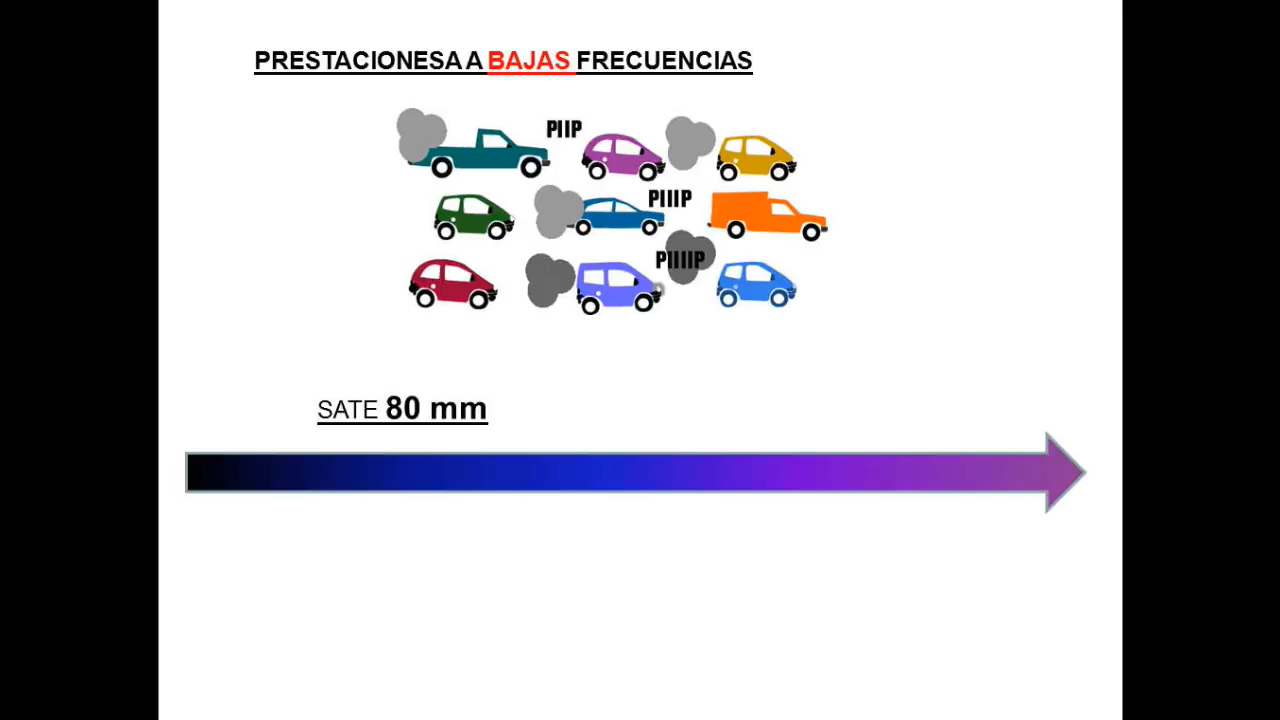 PRESTACIONESA A BAJAS FRECUENCIAS
PIIP
PIIIP
PIIIIP
SATE 80 mm